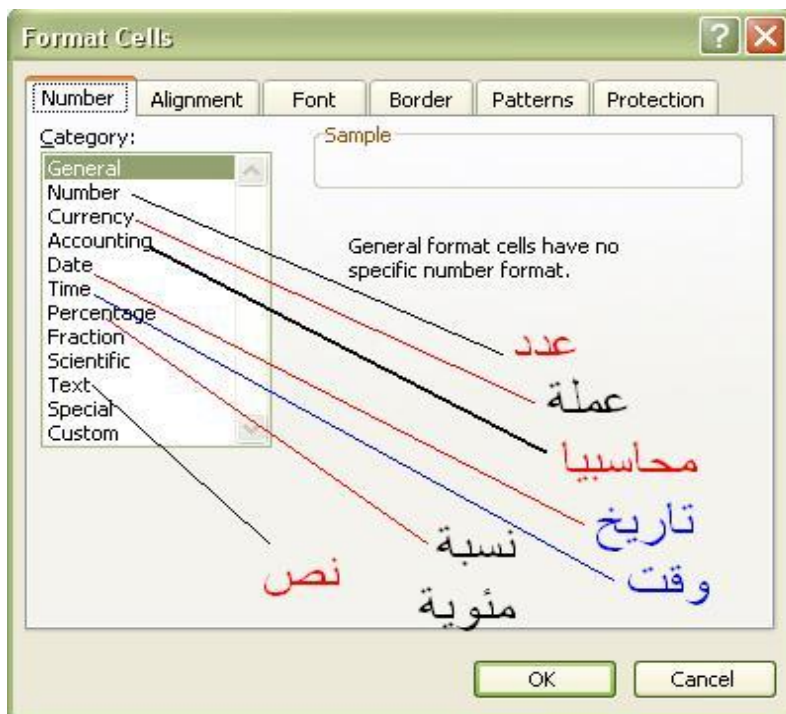 Format Cells
Number Alignment Font Border Patterns Protection
Category:
Sample
General
Number
Currency
Accounting
Date
Time
Percentage
Fraction
Scientific
Text
Special
Custom
General format cells have no
specific number format.
عدد
عملة
محاسبيا
تاريخ
وقت
نسبة
مئوية
نص
OK Cancel